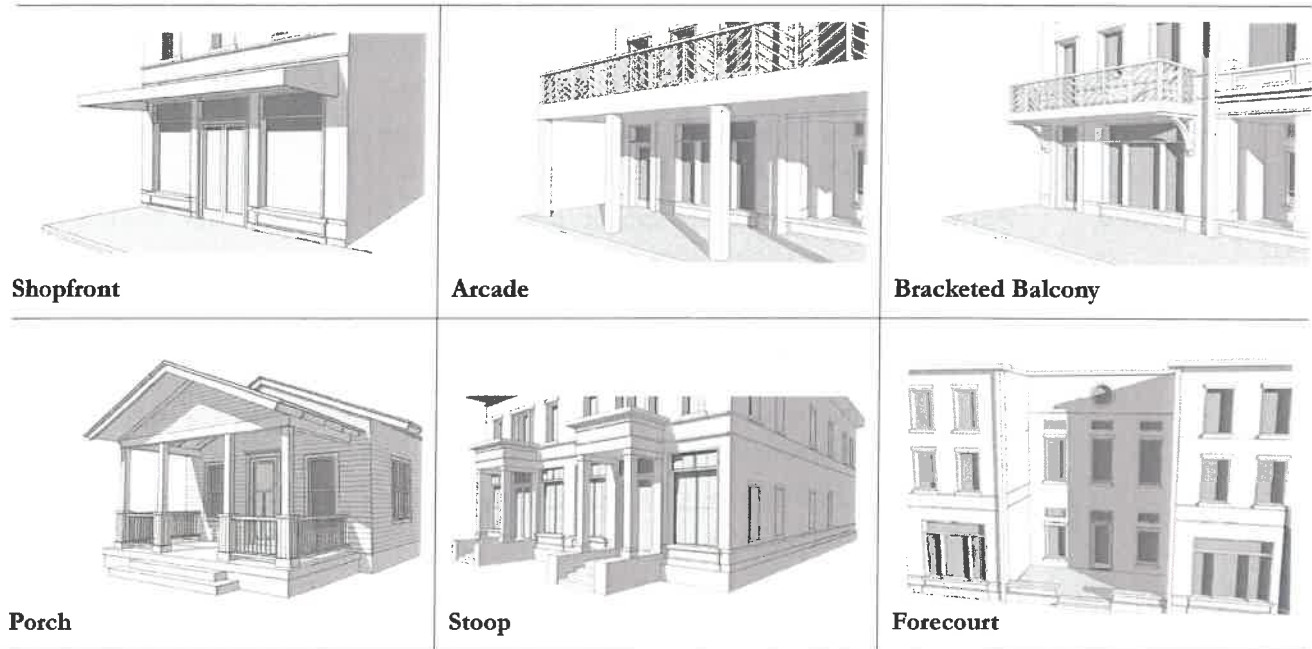 Shopfront
Arcade
Bracketed Balcony
Porch
Stoop
Forecourt